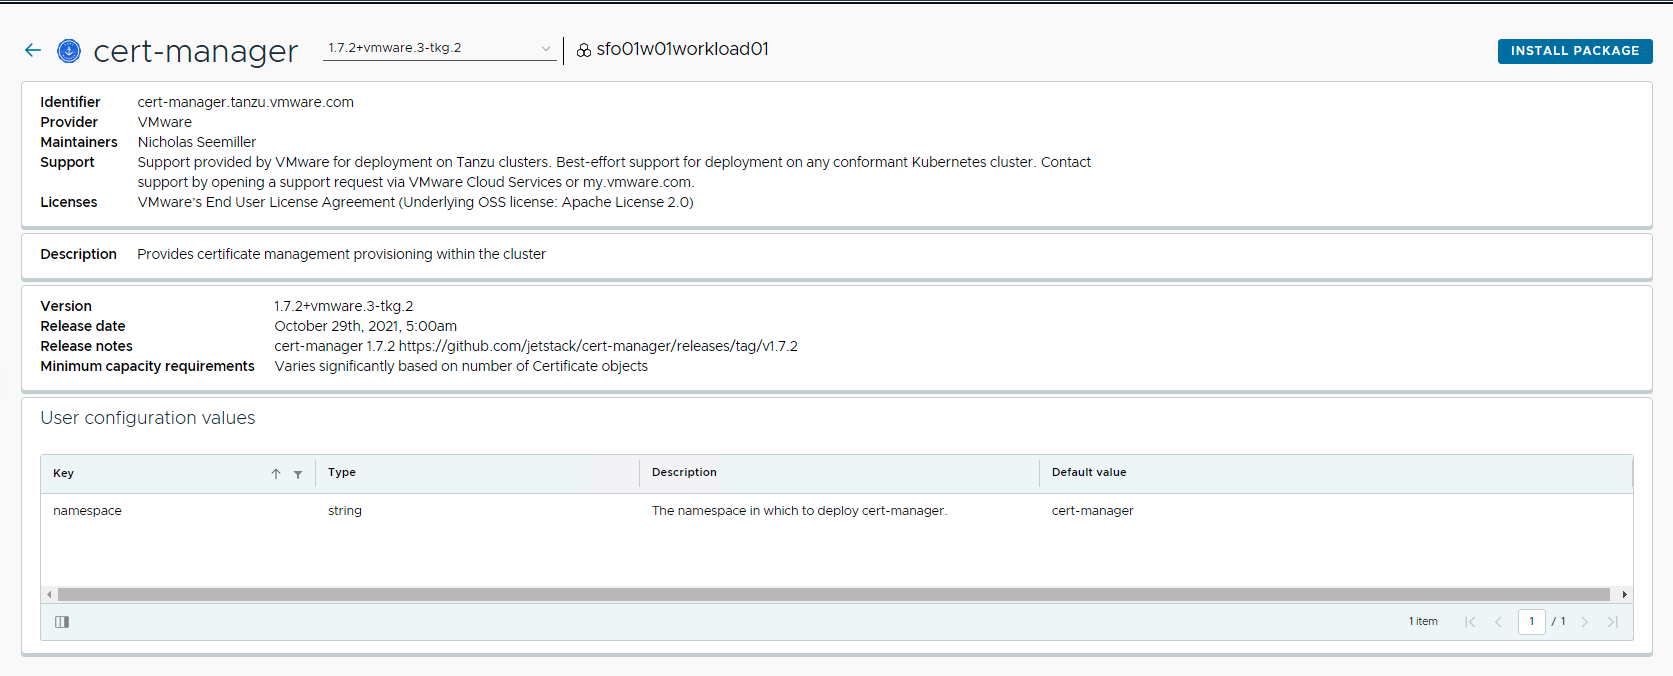 cert-manager 1.7.2+vmware.3-tkg.2 sfo01w01workload01 INSTALL PACKAGE
Identifier cert-manager.tanzu.vmware.com
Provider VMware
Maintainers Nicholas Seemiller
Support Support provided by VMware for deployment on Tanzu clusters. Best-effort support for deployment on any conformant Kubernetes cluster. Contact
support by opening a support request via VMware Cloud Services or my.vmware.com.
Licenses VMware's End User License Agreement (Underlying OSS license: Apache License 2.0)
Description Provides certificate management provisioning within the cluster
Version 1.7.2+vmware.3-tkg.2
Release date October 29th, 2021, 5:00am
Release notes cert-manager 1.7.2 https://github.com/jetstack/cert-manager/releases/tag/v1.7.2
Minimum capacity requirements Varies significantly based on number of Certificate objects
User configuration values
Key Type Description Default value
namespace string The namespace in which to deploy cert-manager. cert-manager
1 item 1 / 1